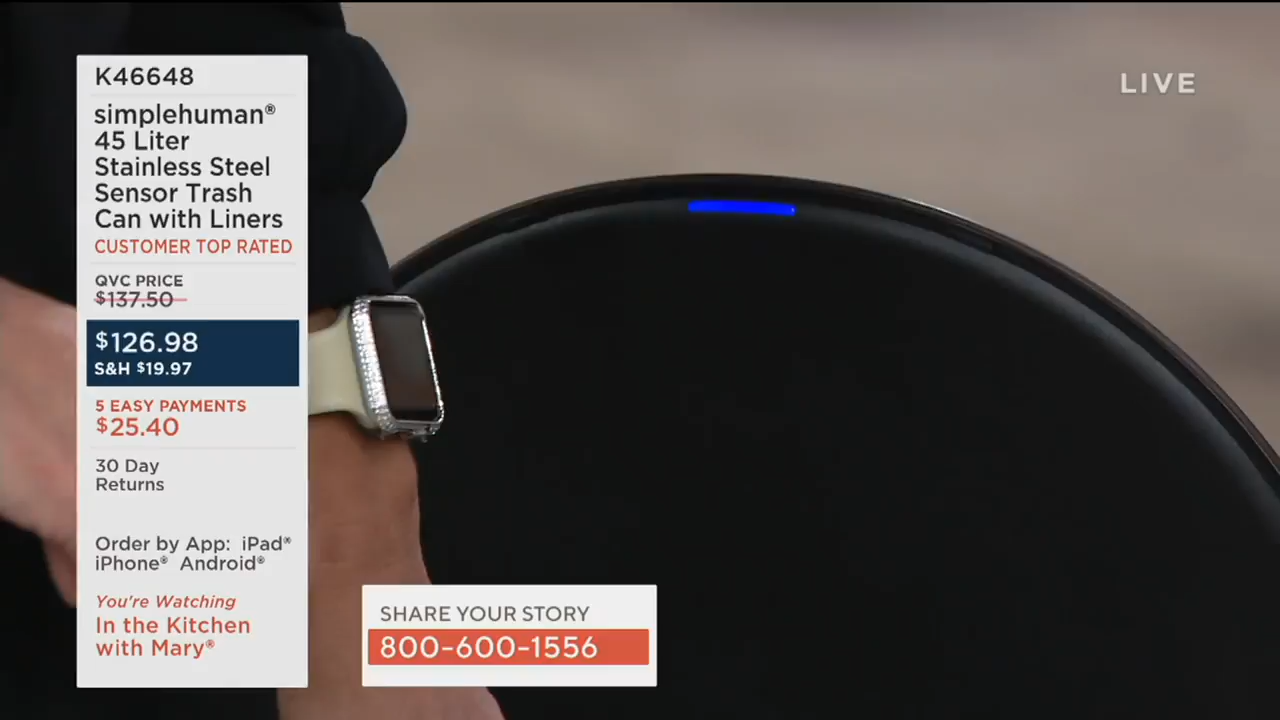 K46648
simplehuman®
45 Liter
Stainless Steel
Sensor Trash
Can with Liners
CUSTOMER TOP RATED
QVC PRICE
$137.50
$126.98
S&H $19.97
5 EASY PAYMENTS
$25.40
30 Day
Returns
Order by App: iPad®
iPhone® Android®
You're Watching
In the Kitchen
with Mary®
SHARE YOUR STORY
800-600-1556
LIVE